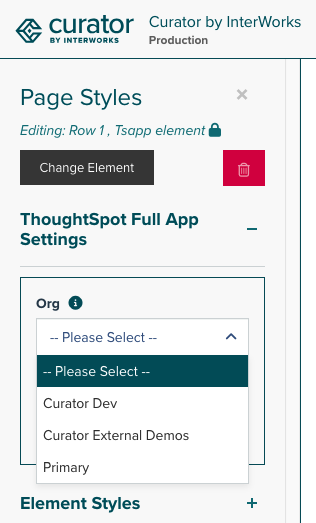 curator
BY INTERWORKS
Curator by InterWorks
Production
Page Styles
Editing: Row 1 , Tsapp element
Change Element
ThoughtSpot Full App
Settings
Org
-- Please Select --
-- Please Select --
Curator Dev
Curator External Demos
Primary
Element Styles